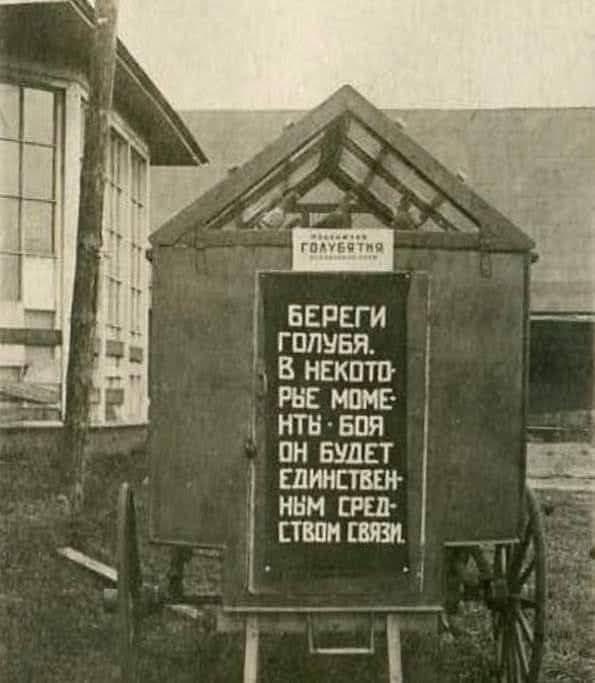 ГОЛУБЯТНЯ
БЕРЕГИ
ГОЛУБЯ.
В НЕКОТО-
РЫЕ МОМЕ-
НТЫ·БОЯ
ОН БУДЕТ
ЕДИНСТВЕН-
НЫМ СРЕД-
СТВОМ СВЯЗИ.